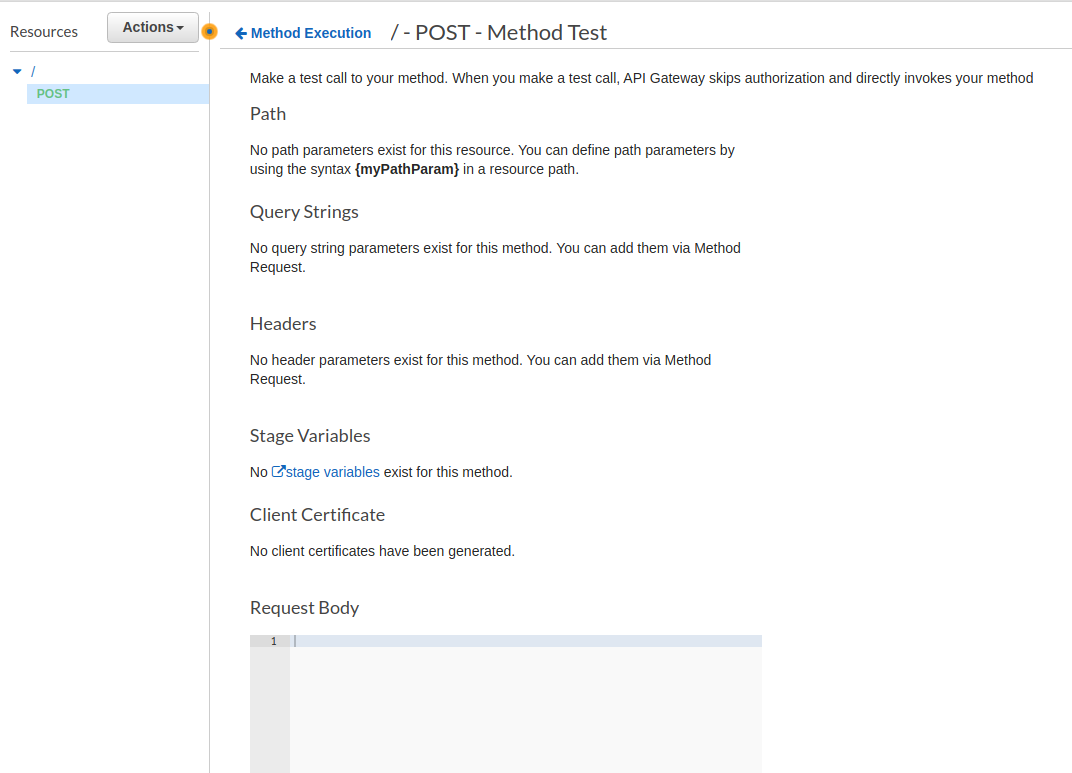 Resources
Actions
Method Execution / - POST - Method Test
/
POST
Make a test call to your method. When you make a test call, API Gateway skips authorization and directly invokes your method
Path
No path parameters exist for this resource. You can define path parameters by
using the syntax {myPathParam} in a resource path.
Query Strings
No query string parameters exist for this method. You can add them via Method
Request.
Headers
No header parameters exist for this method. You can add them via Method
Request.
Stage Variables
No stage variables exist for this method.
Client Certificate
No client certificates have been generated.
Request Body
1